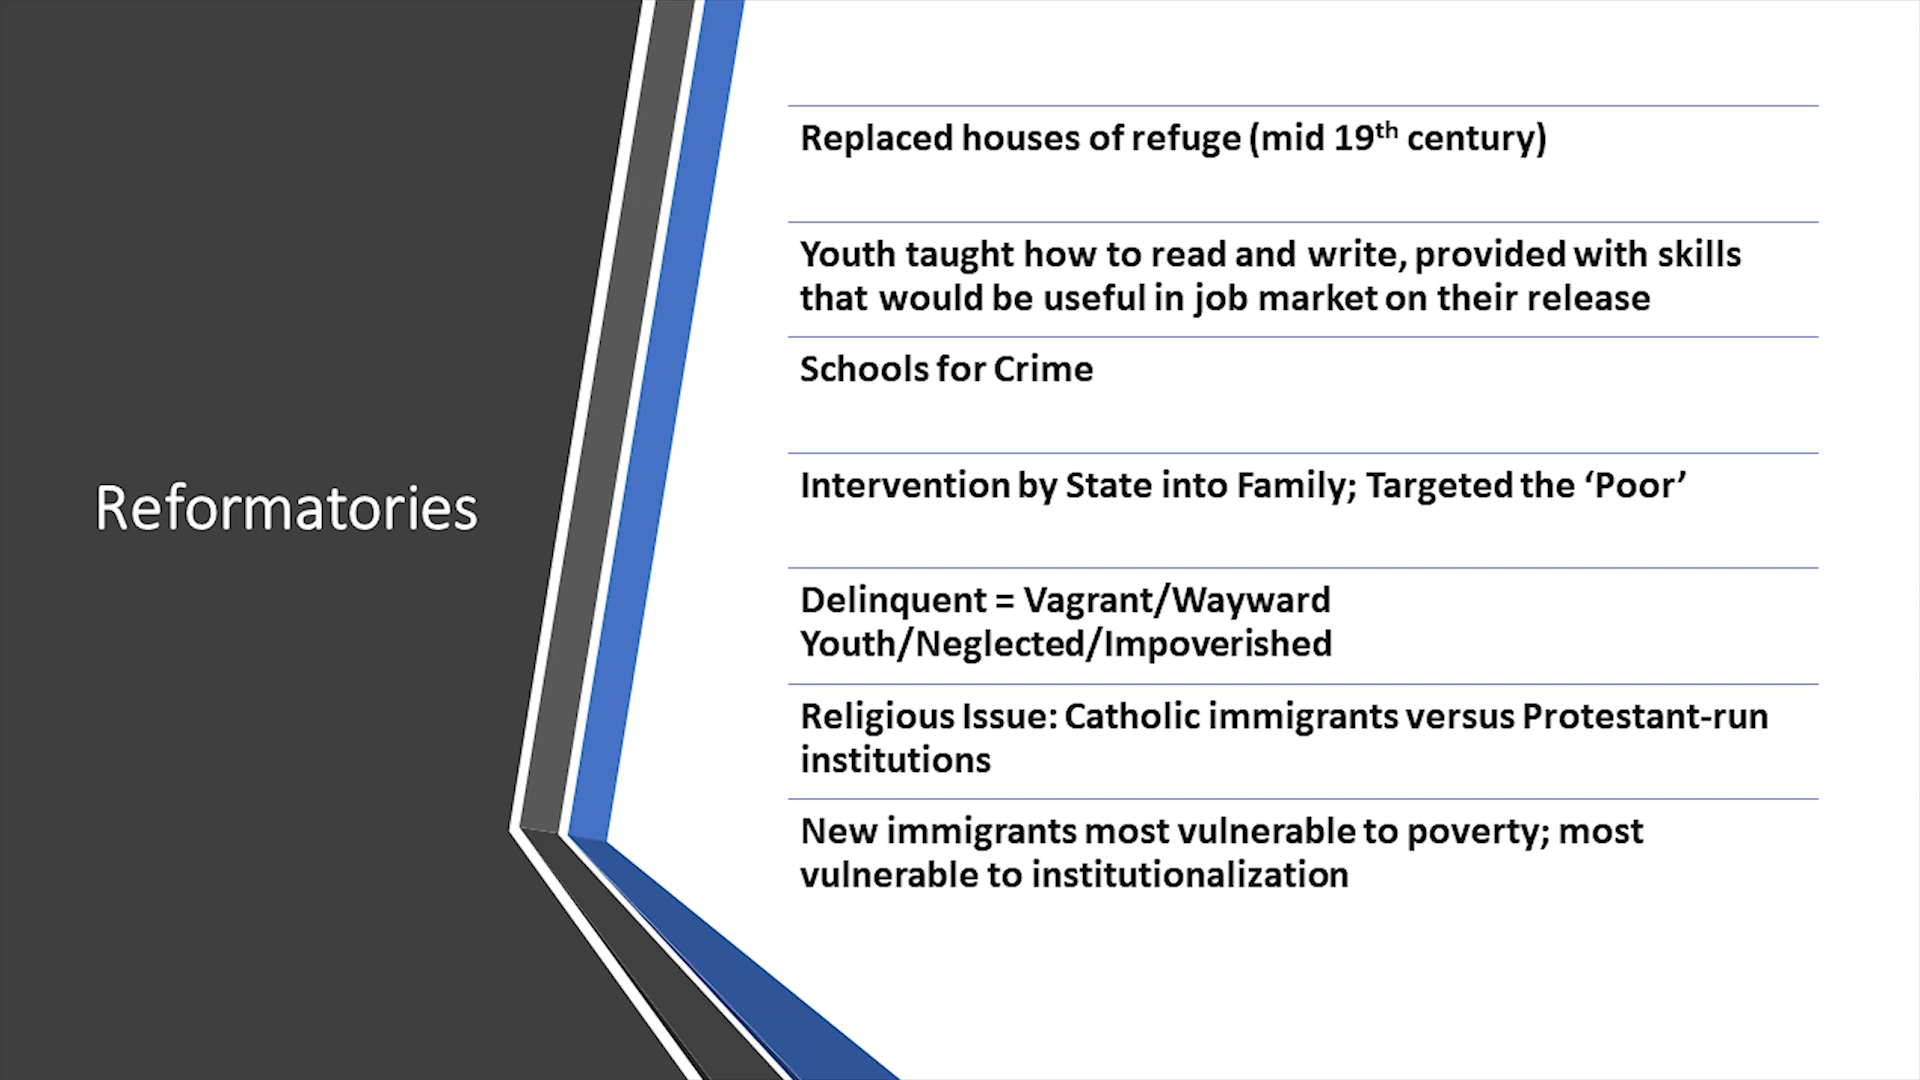 Reformatories
Replaced houses of refuge (mid 19th century)
Youth taught how to read and write, provided with skills
that would be useful in job market on their release
Schools for Crime
Intervention by State into Family; Targeted the ‘Poor’
Delinquent = Vagrant/Wayward
Youth/Neglected/Impoverished
Religious Issue: Catholic immigrants versus Protestant-run
institutions
New immigrants most vulnerable to poverty; most
vulnerable to institutionalization